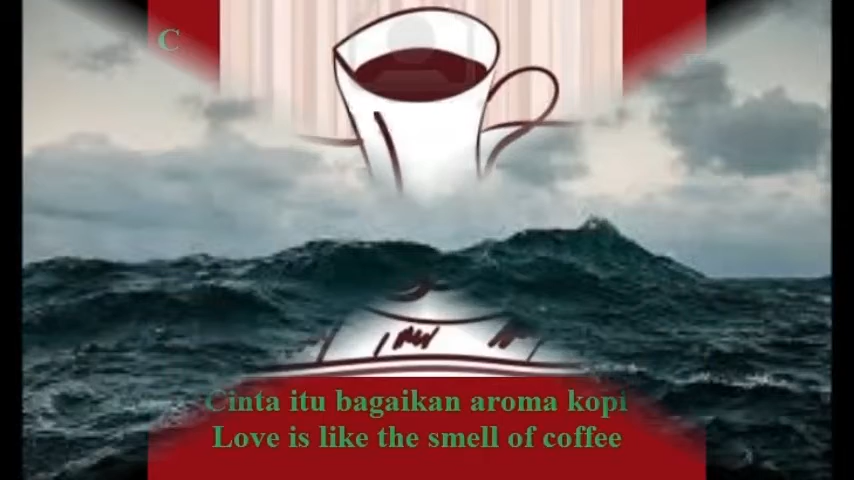 C
Cinta itu bagaikan aroma kopi
Love is like the smell of coffee